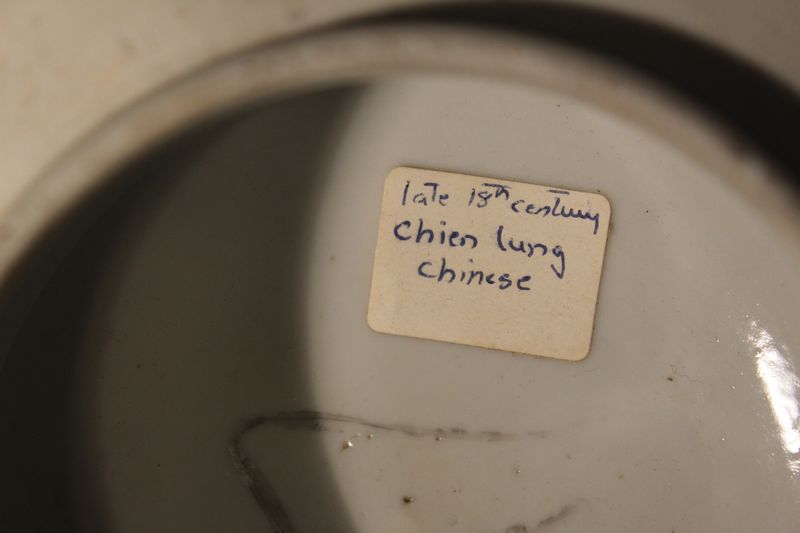 late 18th century
Chien lung
Chinese